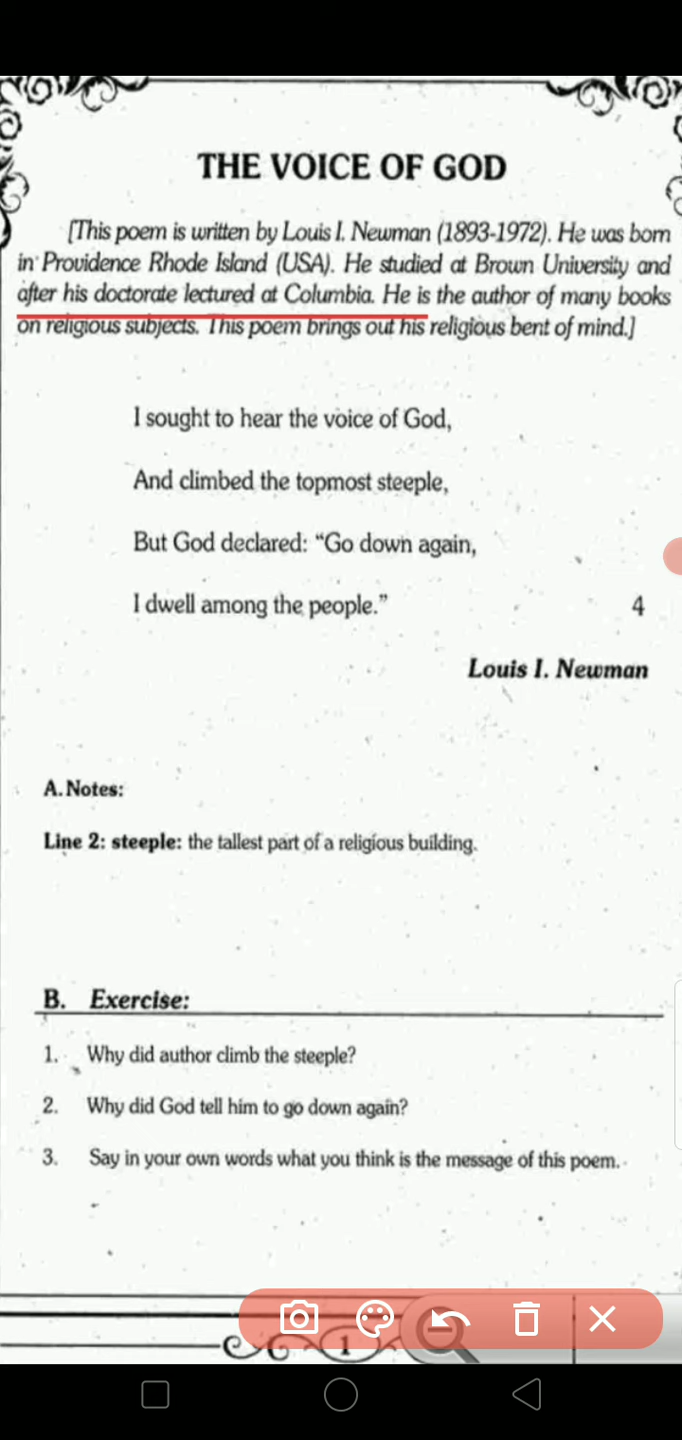 THE VOICE OF GOD
[This poem is written by Louis I. Newman (1893-1972). He was born
in Providence Rhode Island (USA). He studied at Brown University and
after his doctorate lectured at Columbia. He is the author of many books
on religious subjects. This poem brings out his religious bent of mind.]
I sought to hear the voice of God,
And climbed the topmost steeple,
But God declared: “Go down again,
I dwell among the people.” 4
Louis I. Newman
A. Notes:
Line 2: steeple: the tallest part of a religious building.
B. Exercise:
1. Why did author climb the steeple?
2. Why did God tell him to go down again?
3. Say in your own words what you think is the message of this poem.
1